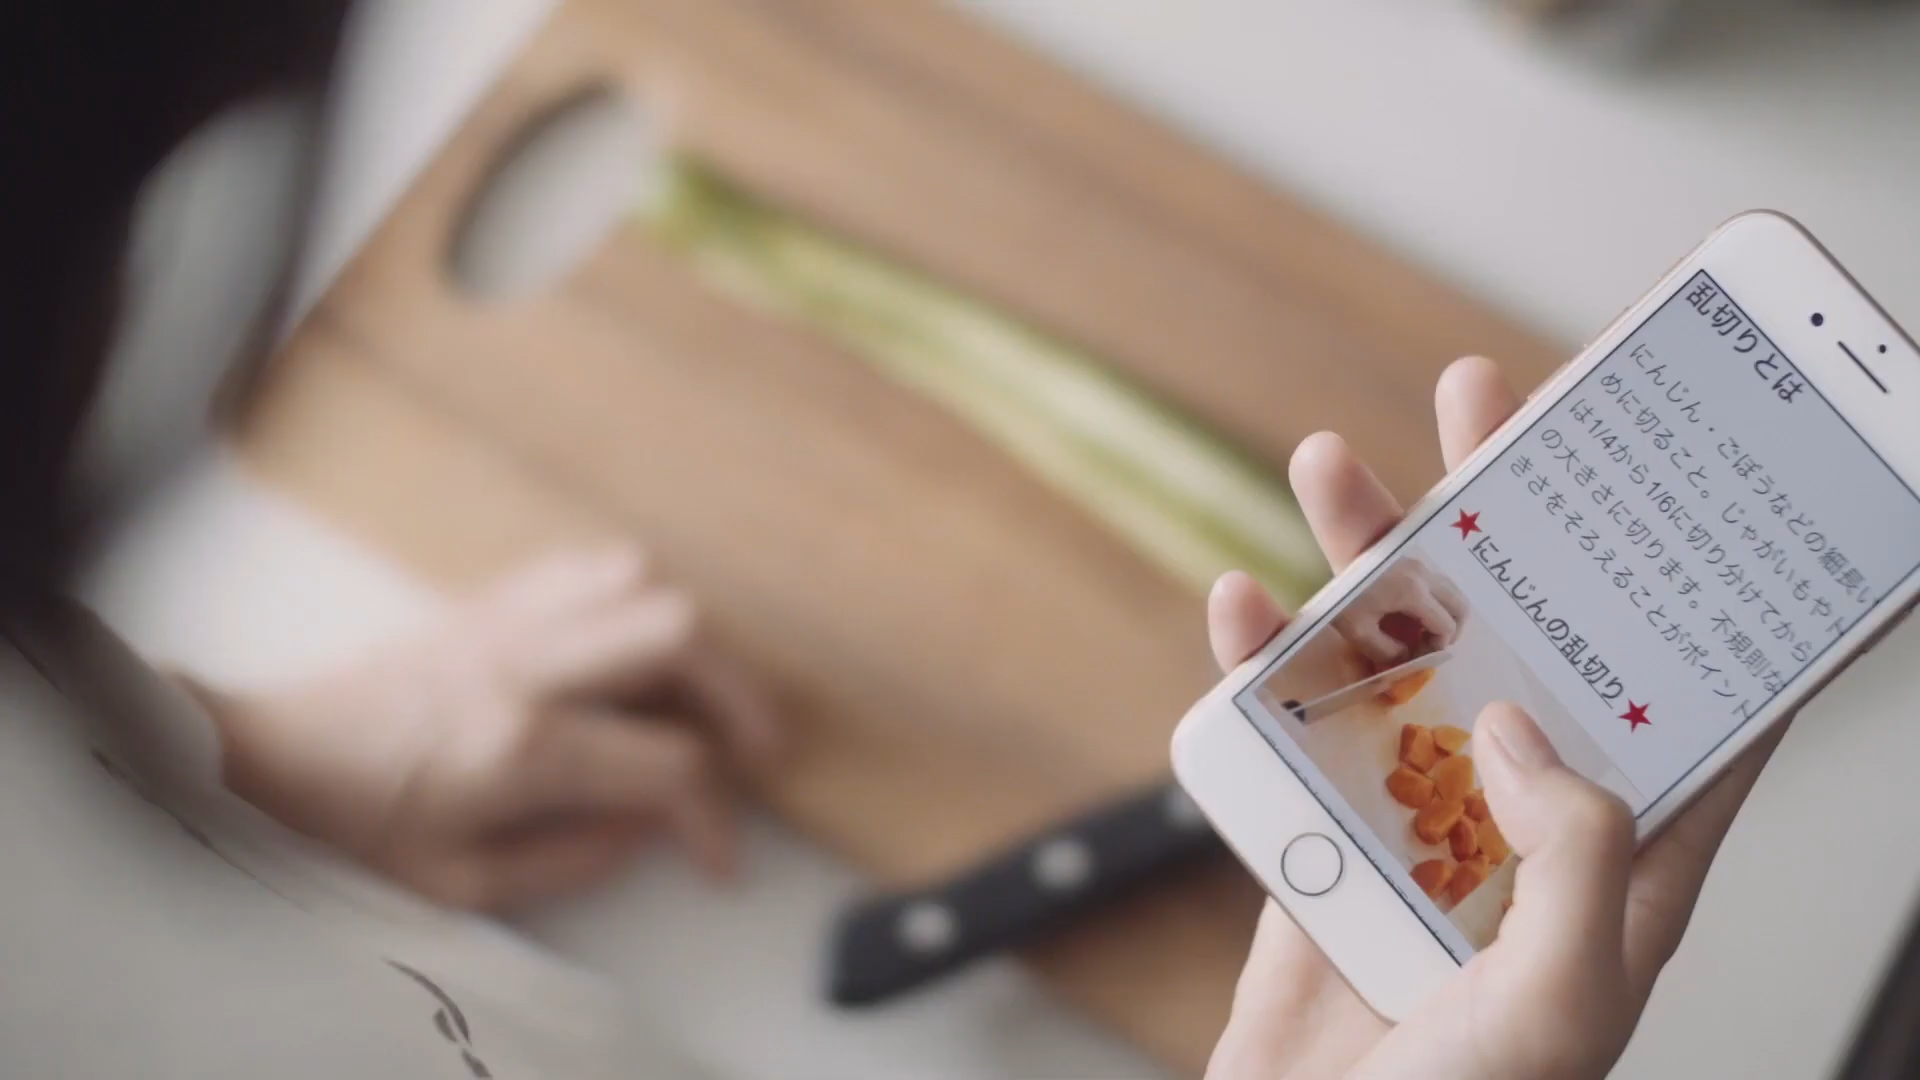 乱切りとは
にんじん・ごぼうなどの細長い
めに切ること。じゃがいもやト
は1/4から1/6に切り分けてから
の大きさに切ります。不規則な
きさをそろえることがポイント
★にんじんの乱切り★